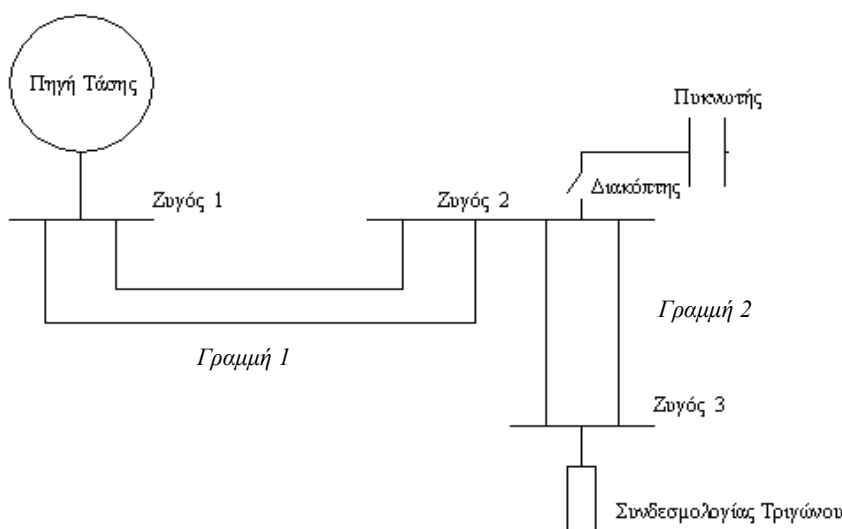 Πηγή Τάσης
Πυκνωτής
Διακόπτης
Ζυγός 1
Ζυγός 2
Γραμμή 2
Γραμμή 1
Ζυγός 3
Συνδεσμολογίας Τριγώνου